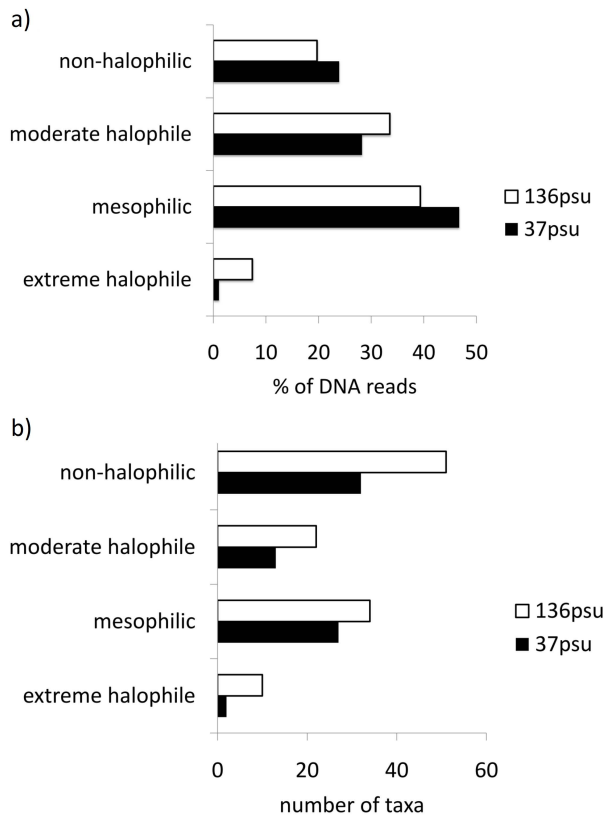 a)
non-halophilic
moderate halophile
mesophilic
extreme halophile
136psu
37psu
0 10 20 30 40 50
% of DNA reads
b)
non-halophilic
moderate halophile
mesophilic
extreme halophile
136psu
37psu
0 20 40 60
number of taxa